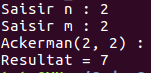 Saisir n : 2
Saisir m : 2
Ackerman(2, 2) :
Resultat = 7